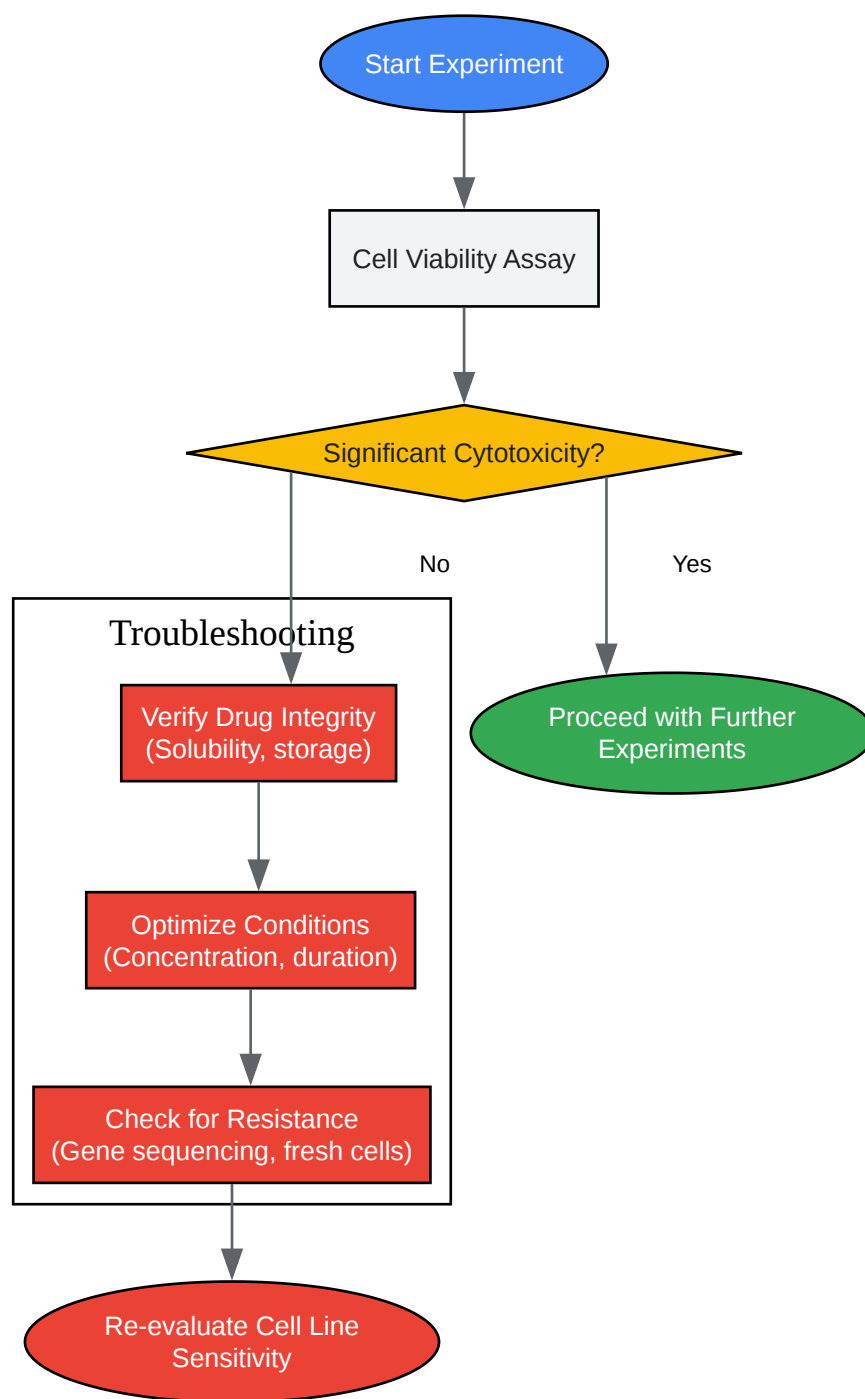 Start Experiment
Cell Viability Assay
Significant Cytotoxicity?
No
Yes
Troubleshooting
Verify Drug Integrity
(Solubility, storage)
Proceed with Further
Experiments
Optimize Conditions
(Concentration, duration)
Check for Resistance
(Gene sequencing, fresh cells)
Re-evaluate Cell Line
Sensitivity